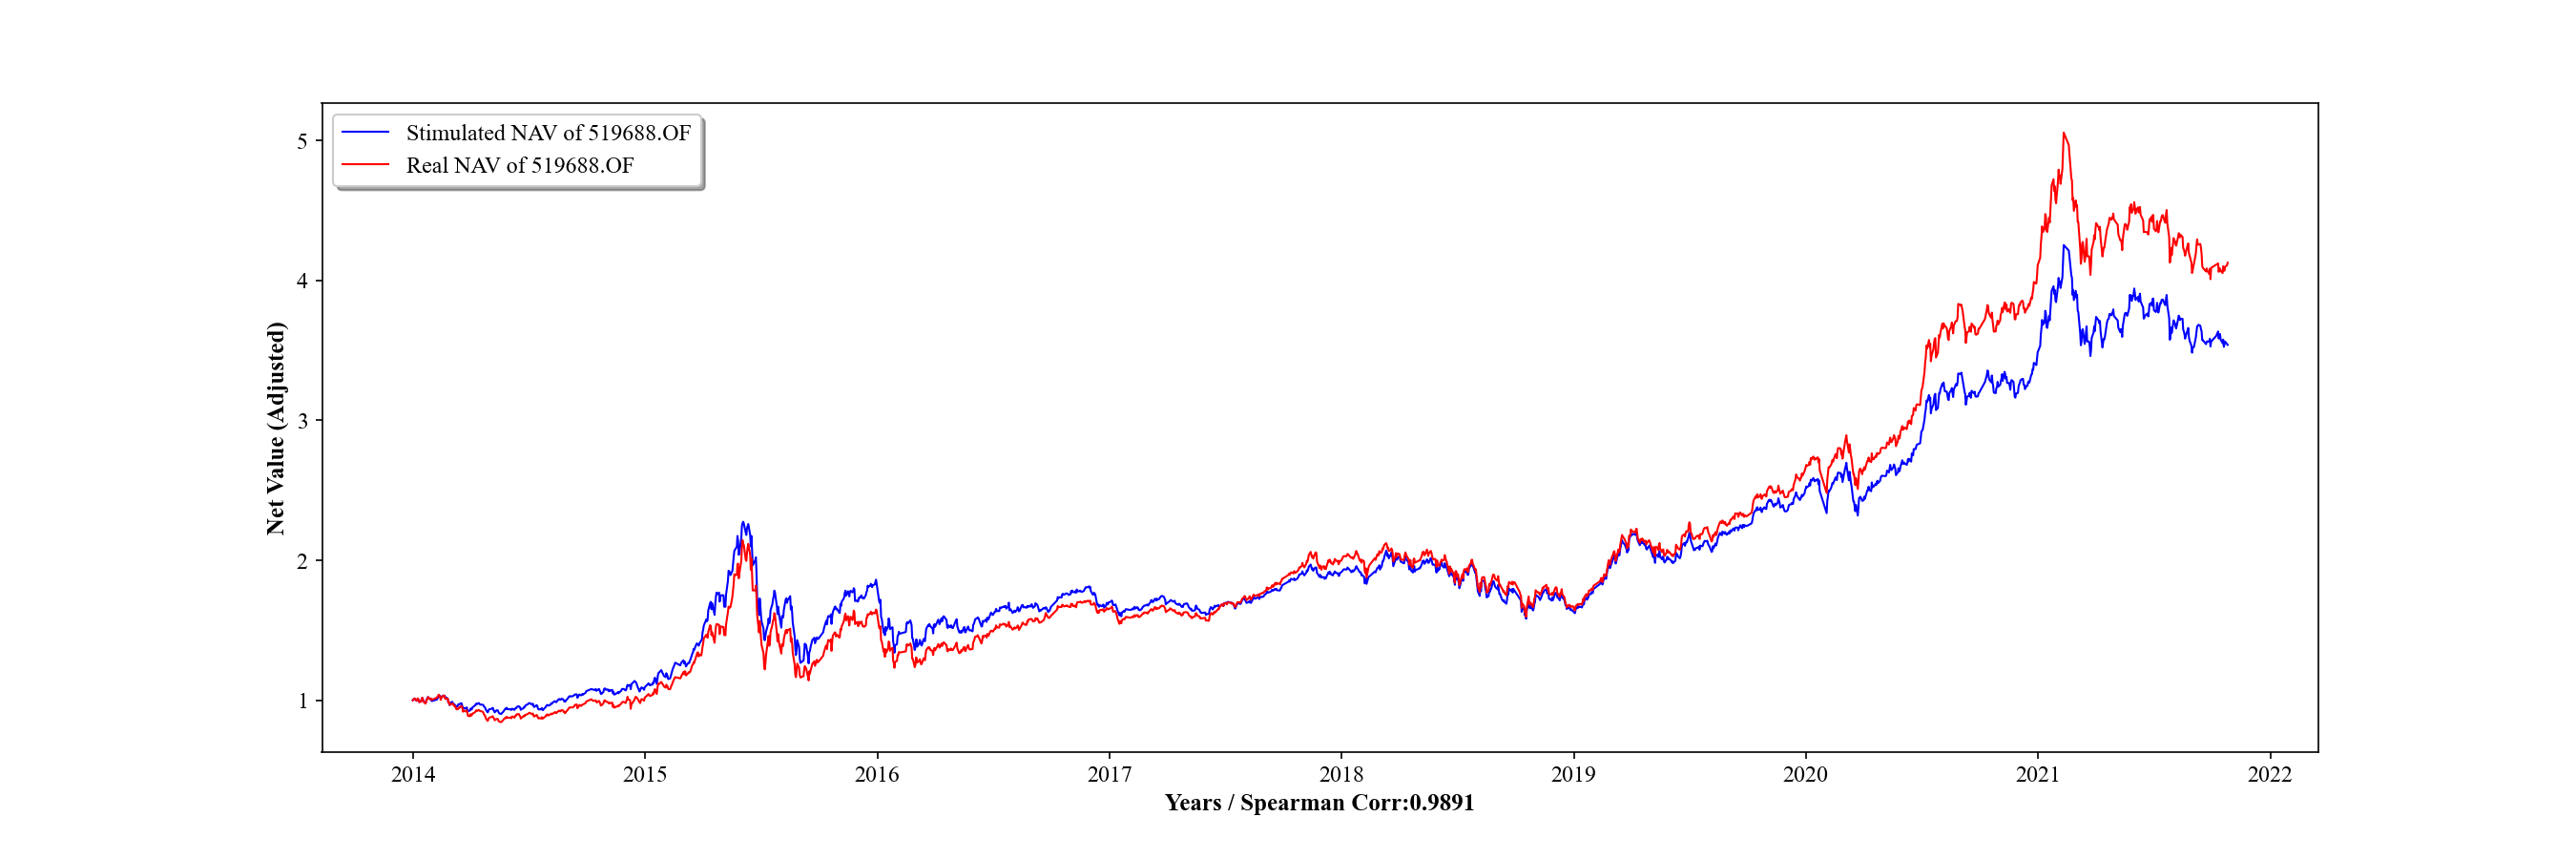 Stimulated NAV of 519688.OF
Real NAV of 519688.OF
5
4
3
2
1
Net Value (Adjusted)
2014 2015 2016 2017 2018 2019 2020 2021 2022
Years / Spearman Corr:0.9891